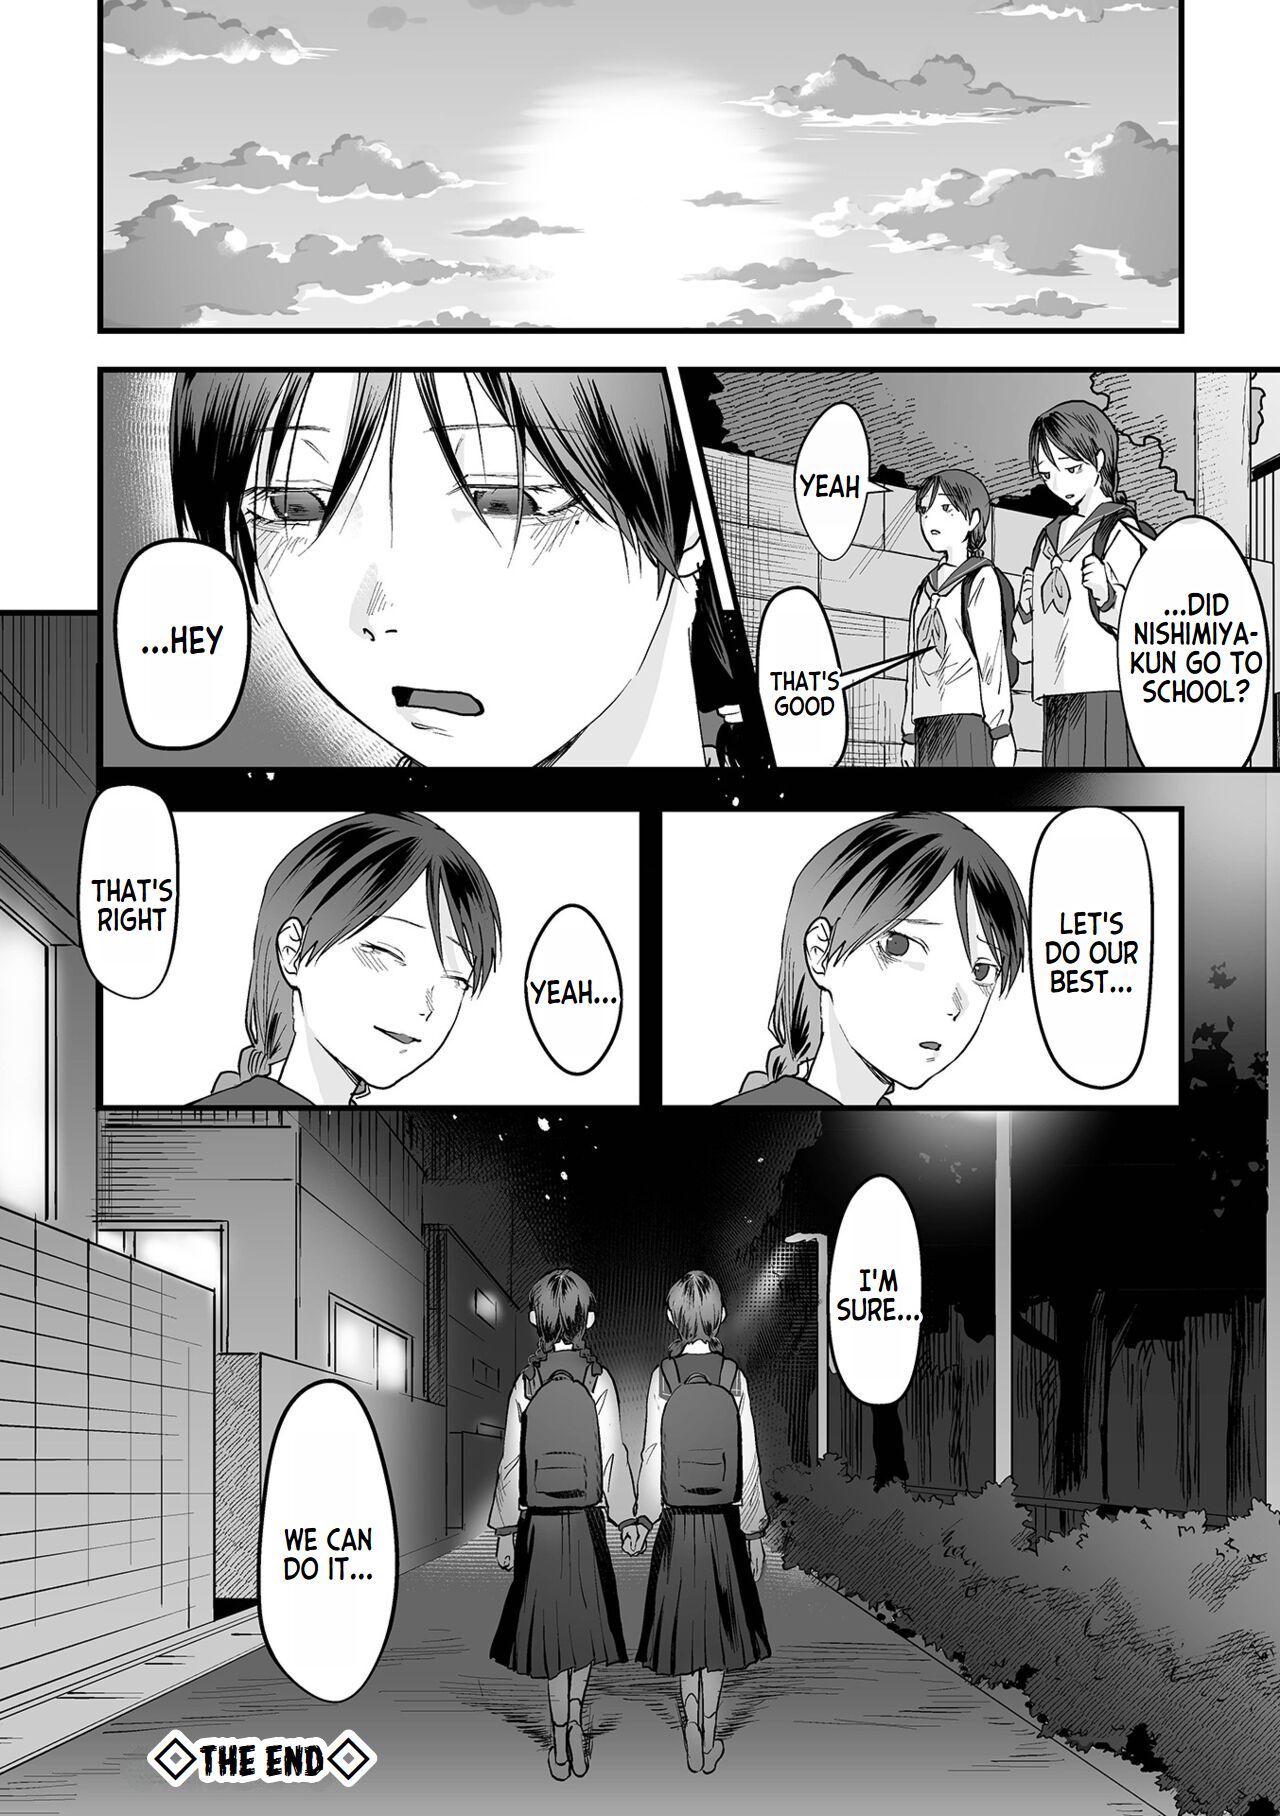 ...DID
NISHIMIYA-
KUN GO TO
SCHOOL?
YEAH
THAT'S
GOOD
...HEY
LET'S
DO OUR
BEST...
YEAH...
THAT'S
RIGHT
I'M
SURE...
WE CAN
DO IT...
THE END